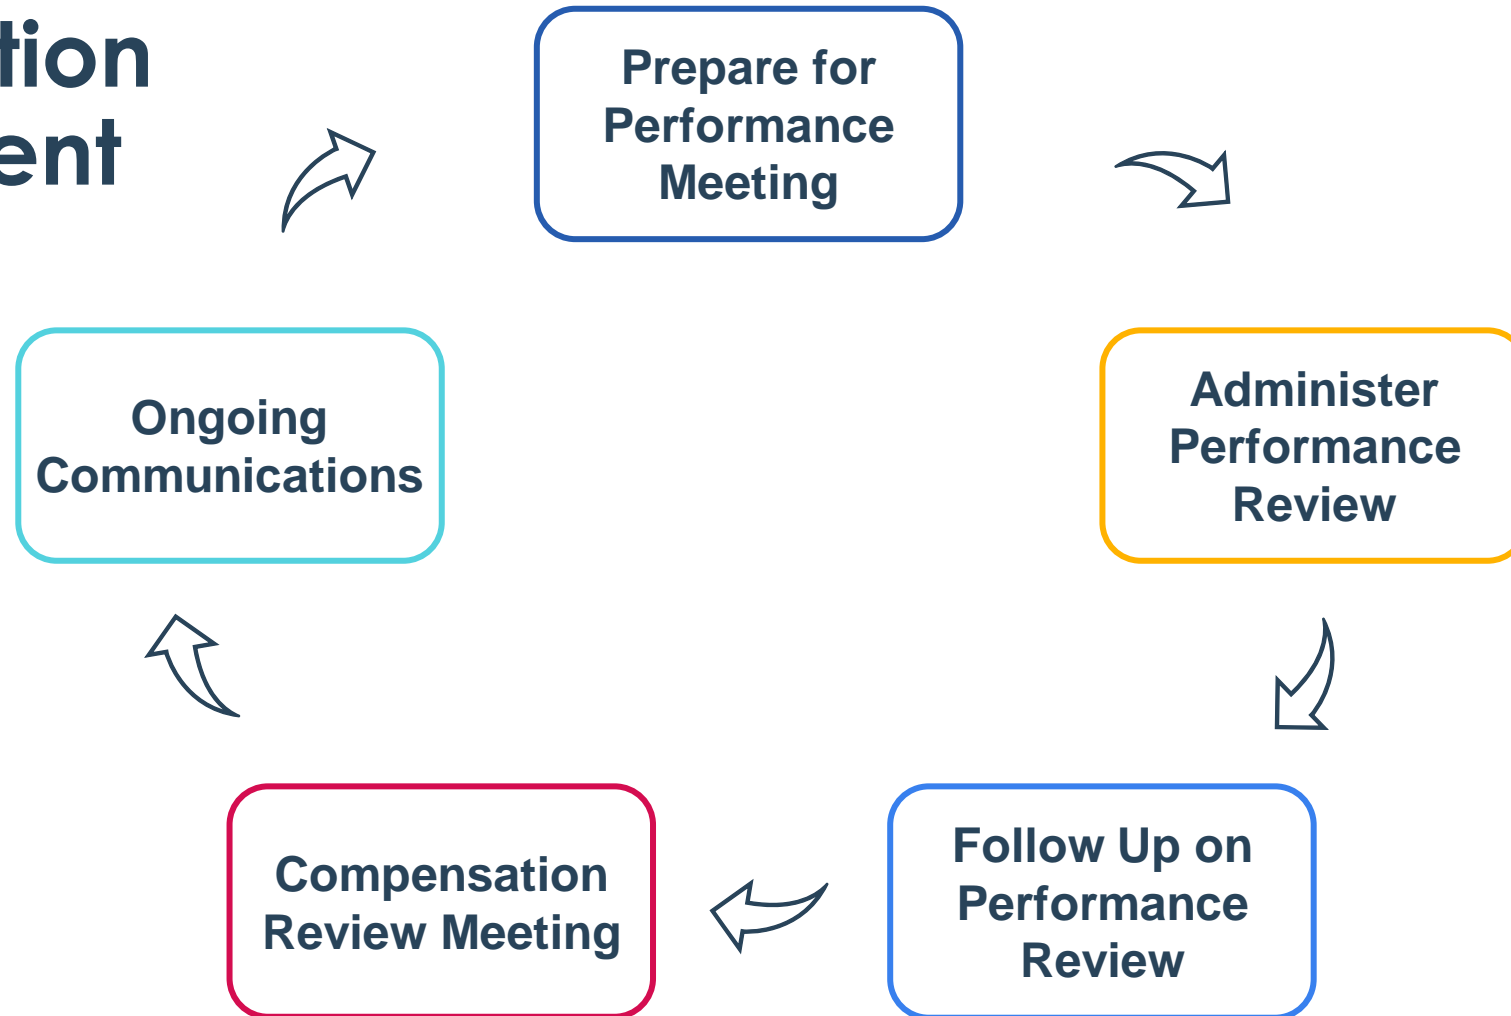 tion
ent
Prepare for
Performance
Meeting
Administer
Performance
Review
Follow Up on
Performance
Review
Compensation
Review Meeting
Ongoing
Communications